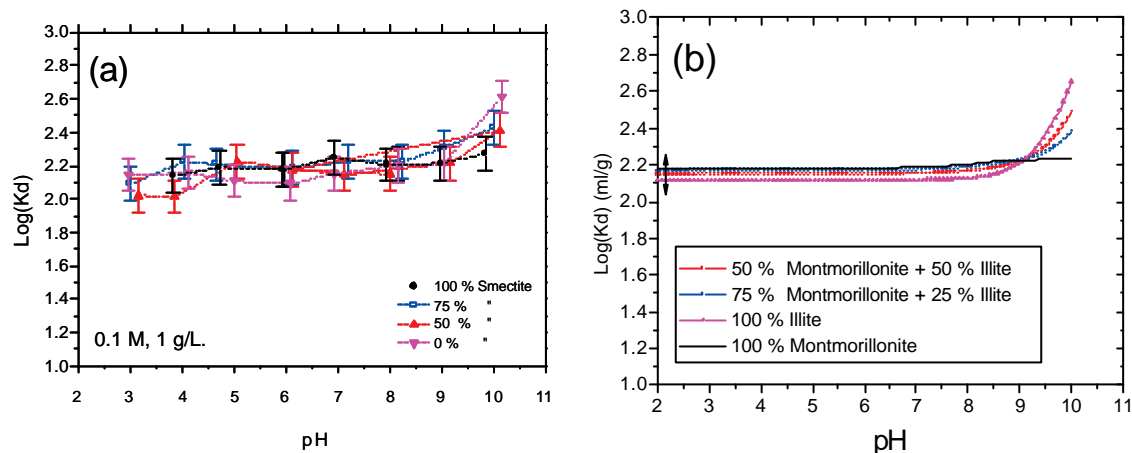 (a)
Log(Kd)
3.0
2.8
2.6
2.4
2.2
2.0
1.8
1.6
1.4
1.2
1.0
100 % Smectite
75 % "
50 % "
0 % "
0.1 M, 1 g/L.
2 3 4 5 6 7 8 9 10 11
pH
(b)
Log(Kd) (ml/g)
3.0
2.8
2.6
2.4
2.2
2.0
1.8
1.6
1.4
1.2
1.0
50 % Montmorillonite + 50 % Illite
75 % Montmorillonite + 25 % Illite
100 % Illite
100 % Montmorillonite
2 3 4 5 6 7 8 9 10 11
pH